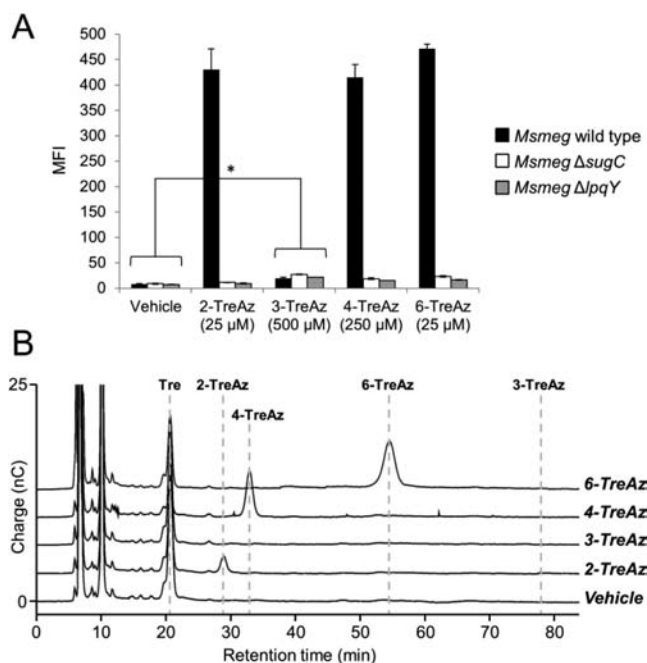 A
500
450
400
350
300
250
200
150
100
50
0
MFI
*
Msmeg wild type
Msmeg ΔsugC
Msmeg ΔlpqY
Vehicle
2-TreAz
(25 µM)
3-TreAz
(500 µM)
4-TreAz
(250 µM)
6-TreAz
(25 µM)
B
25
0
Charge (nC)
Tre
2-TreAz
4-TreAz
6-TreAz
3-TreAz
6-TreAz
4-TreAz
3-TreAz
2-TreAz
Vehicle
0 10 20 30 40 50 60 70 80
Retention time (min)